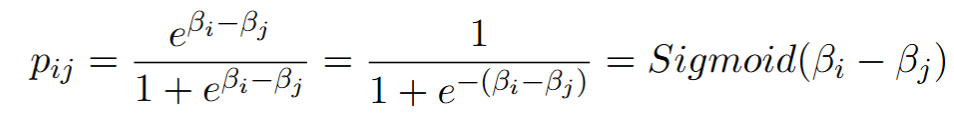 p_{ij} = \frac{e^{\beta_i - \beta_j}}{1 + e^{\beta_i - \beta_j}} = \frac{1}{1 + e^{-(\beta_i - \beta_j)}} = Sigmoid(\beta_i - \beta_j)